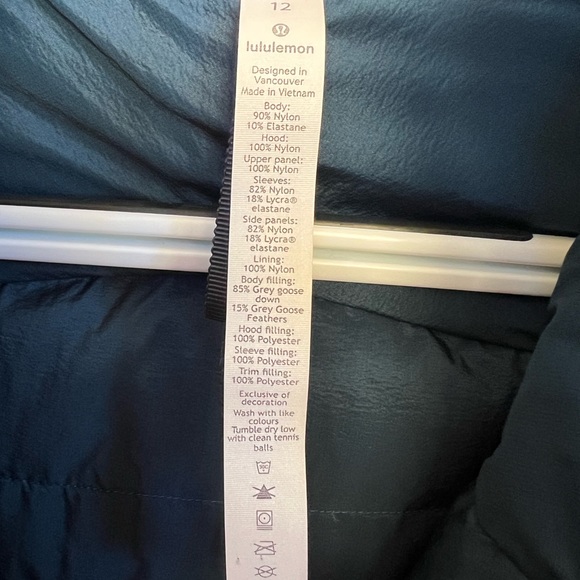 12
lululemon
Designed in
Vancouver
Made in Vietnam
Body:
90% Nylon
10% Elastane
Hood:
100% Nylon
Upper panel:
100% Nylon
Sleeves:
82% Nylon
18% Lycra®
elastane
Side panels:
82% Nylon
18% Lycra®
elastane
Lining:
100% Nylon
Body filling:
85% Grey goose
down
15% Grey Goose
Feathers
Hood filling:
100% Polyester
Sleeve filling:
100% Polyester
Trim filling:
100% Polyester
Exclusive of
decoration
Wash with like
colours
Tumble dry low
with clean tennis
balls
30C